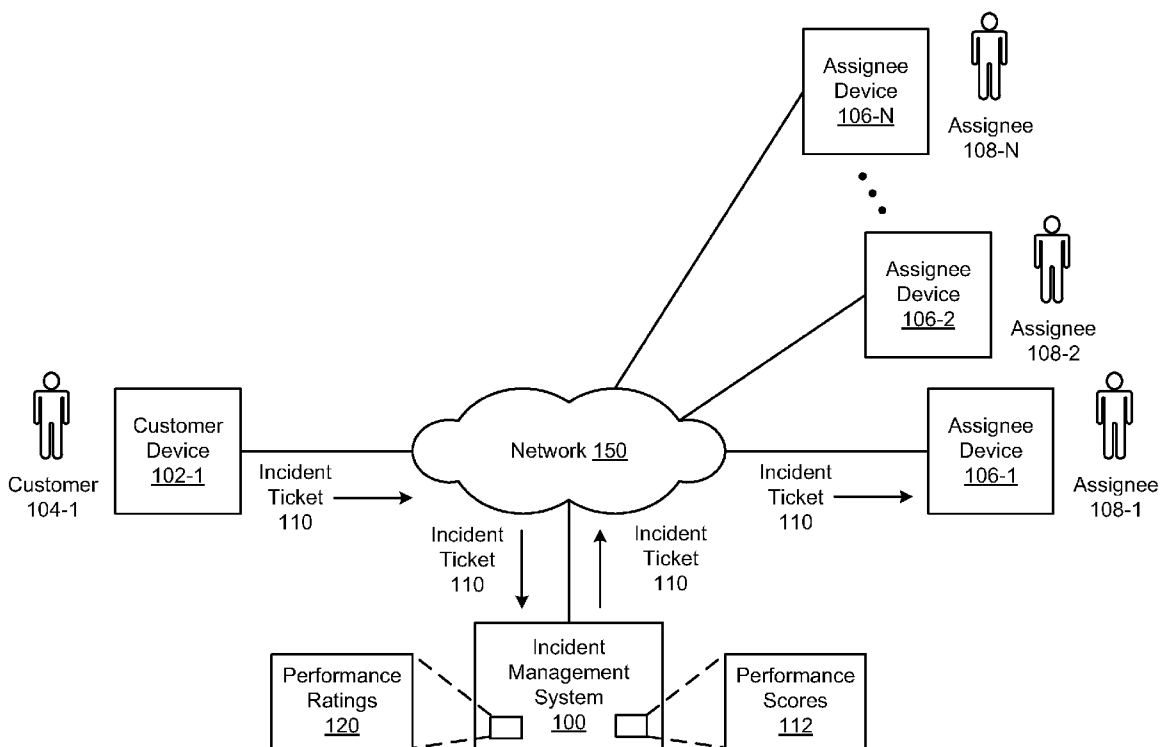 Assignee
Device
106-N
Assignee
108-N
Assignee
Device
106-2
Assignee
108-2
Customer
Device
102-1
Customer
104-1
Incident
Ticket
110
Network 150
Incident
Ticket
110
Assignee
Device
106-1
Assignee
108-1
Incident
Ticket
110
Incident
Ticket
110
Performance
Ratings
120
Incident
Management
System
100
Performance
Scores
112